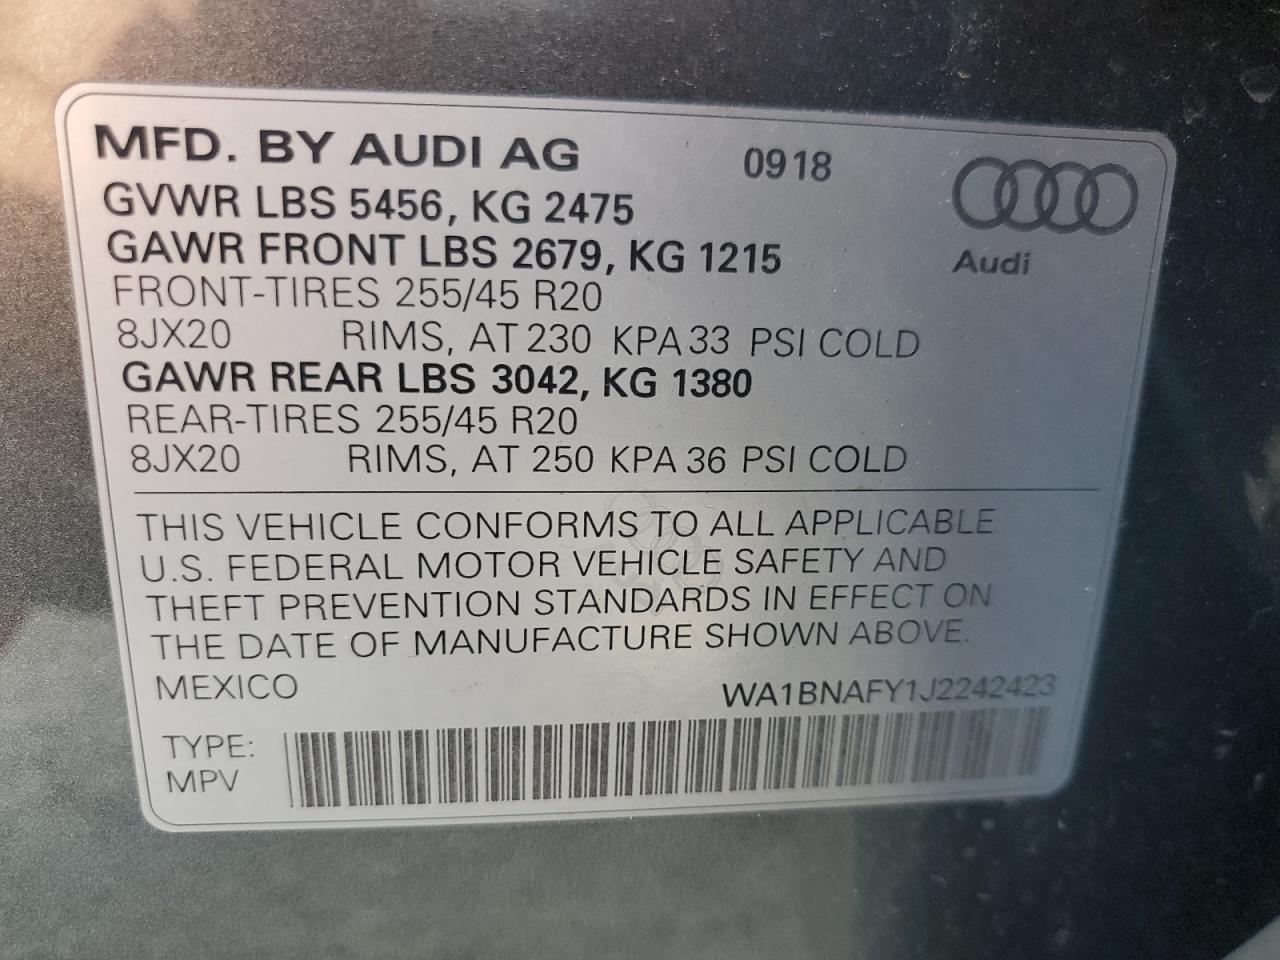 MFD. BY AUDI AG 0918
GVWR LBS 5456, KG 2475
GAWR FRONT LBS 2679, KG 1215
Audi
FRONT-TIRES 255/45 R20
8JX20 RIMS, AT 230 KPA 33 PSI COLD
GAWR REAR LBS 3042, KG 1380
REAR-TIRES 255/45 R20
8JX20 RIMS, AT 250 KPA 36 PSI COLD
THIS VEHICLE CONFORMS TO ALL APPLICABLE
U.S. FEDERAL MOTOR VEHICLE SAFETY AND
THEFT PREVENTION STANDARDS IN EFFECT ON
THE DATE OF MANUFACTURE SHOWN ABOVE.
MEXICO WA1BNAFY1J2242423
TYPE:
MPV